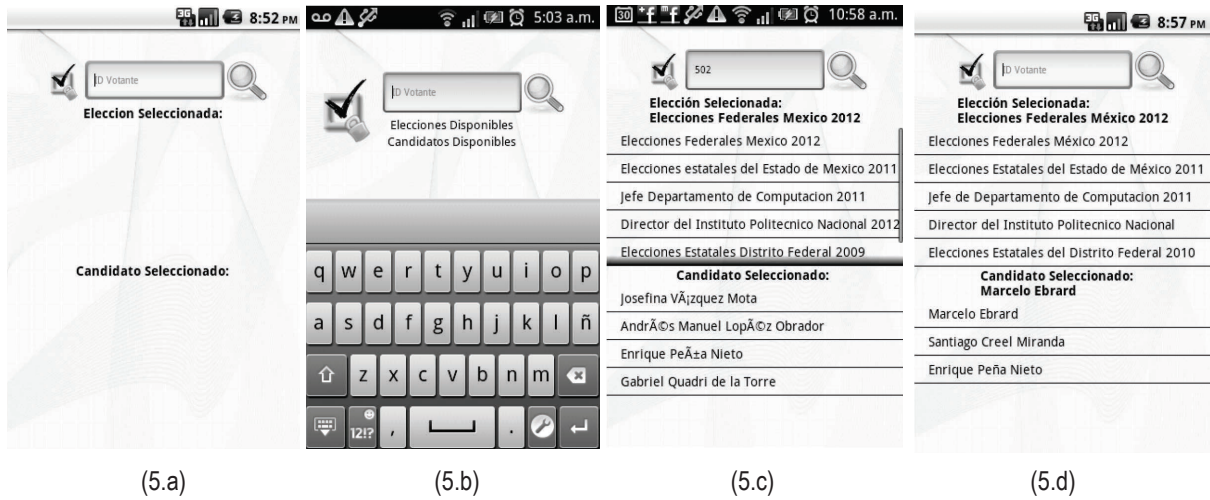 3G 8:52 PM
ID Votante
Eleccion Seleccionada:
Candidato Seleccionado:
(5.a)
5:03 a.m.
ID Votante
Elecciones Disponibles
Candidatos Disponibles
q w e r t y u i o p
a s d f g h j k l ñ
z x c v b n m
12!? , .
(5.b)
30 10:58 a.m.
502
Elección Selecionada:
Elecciones Federales Mexico 2012
Elecciones Federales Mexico 2012
Elecciones estatales del Estado de Mexico 2011
Jefe Departamento de Computacion 2011
Director del Instituto Politecnico Nacional 2012
Elecciones Estatales Distrito Federal 2009
Candidato Seleccionado:
Josefina VÃ¡zquez Mota
AndrÃ©s Manuel LopÃ©z Obrador
Enrique PeÃ±a Nieto
Gabriel Quadri de la Torre
(5.c)
3G 8:57 PM
ID Votante
Elección Selecionada:
Elecciones Federales México 2012
Elecciones Federales México 2012
Elecciones Estatales del Estado de México 2011
Jefe de Departamento de Computacion 2011
Director del Instituto Politecnico Nacional
Elecciones Estatales del Distrito Federal 2010
Candidato Seleccionado:
Marcelo Ebrard
Marcelo Ebrard
Santiago Creel Miranda
Enrique Peña Nieto
(5.d)